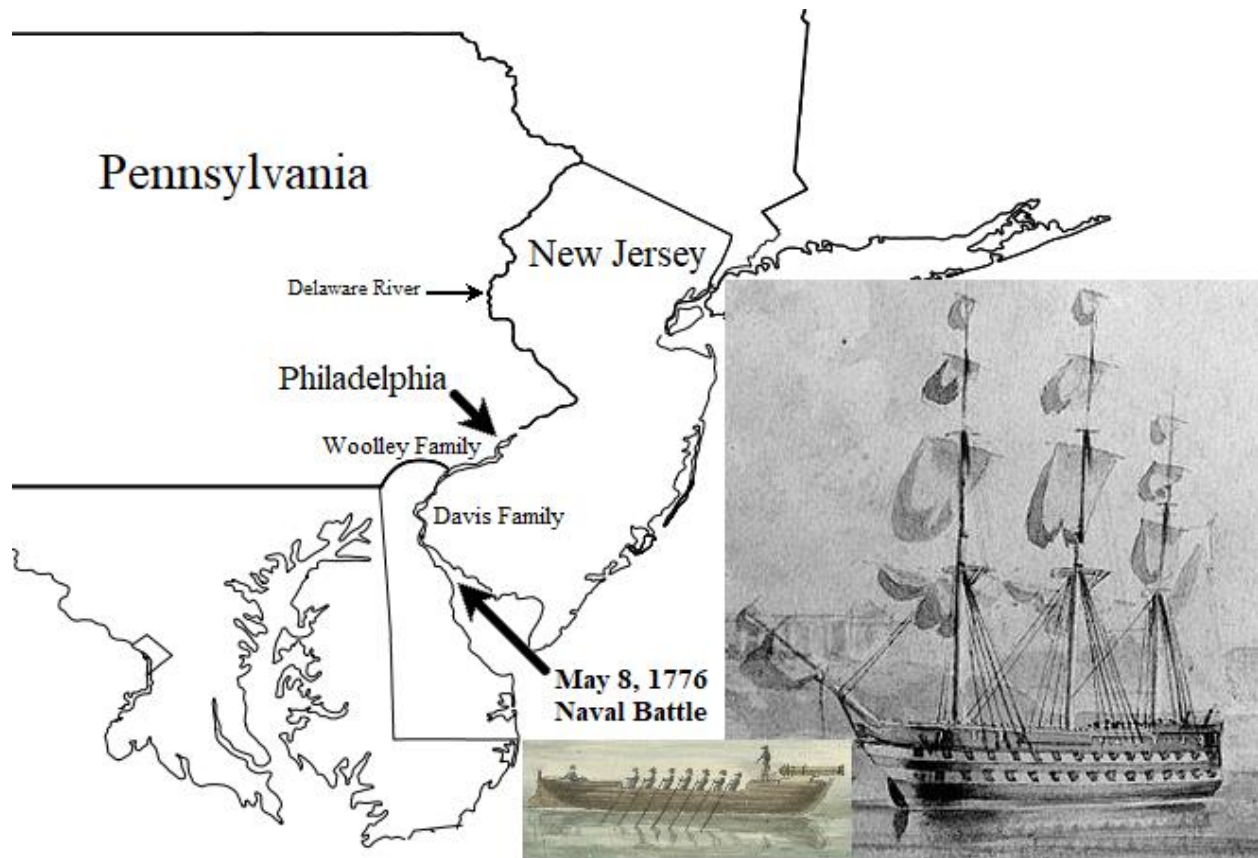 Pennsylvania
New Jersey
Delaware River
Philadelphia
Woolley Family
Davis Family
May 8, 1776
Naval Battle